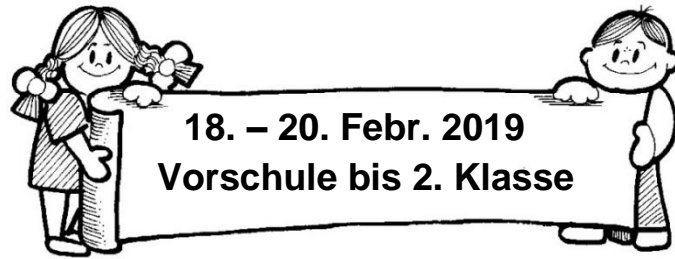 18. – 20. Febr. 2019
Vorschule bis 2. Klasse